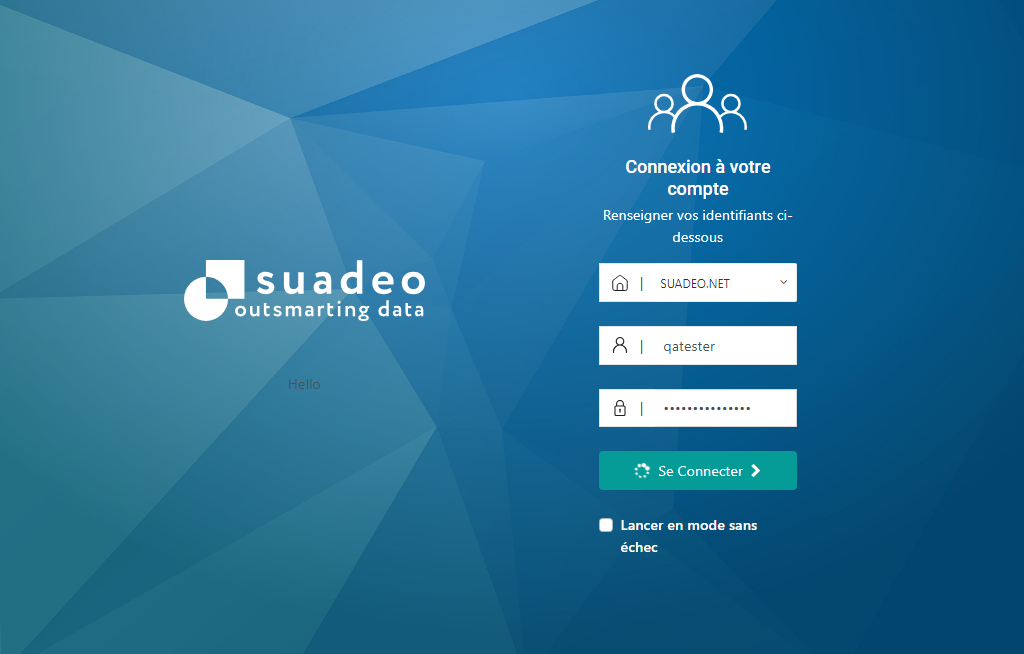 suadeo
outsmarting data
Hello
Connexion à votre
compte
Renseigner vos identifiants ci-
dessous
| SUADEO.NET
| qatester
| •••••••••••••••
Se Connecter
Lancer en mode sans
échec